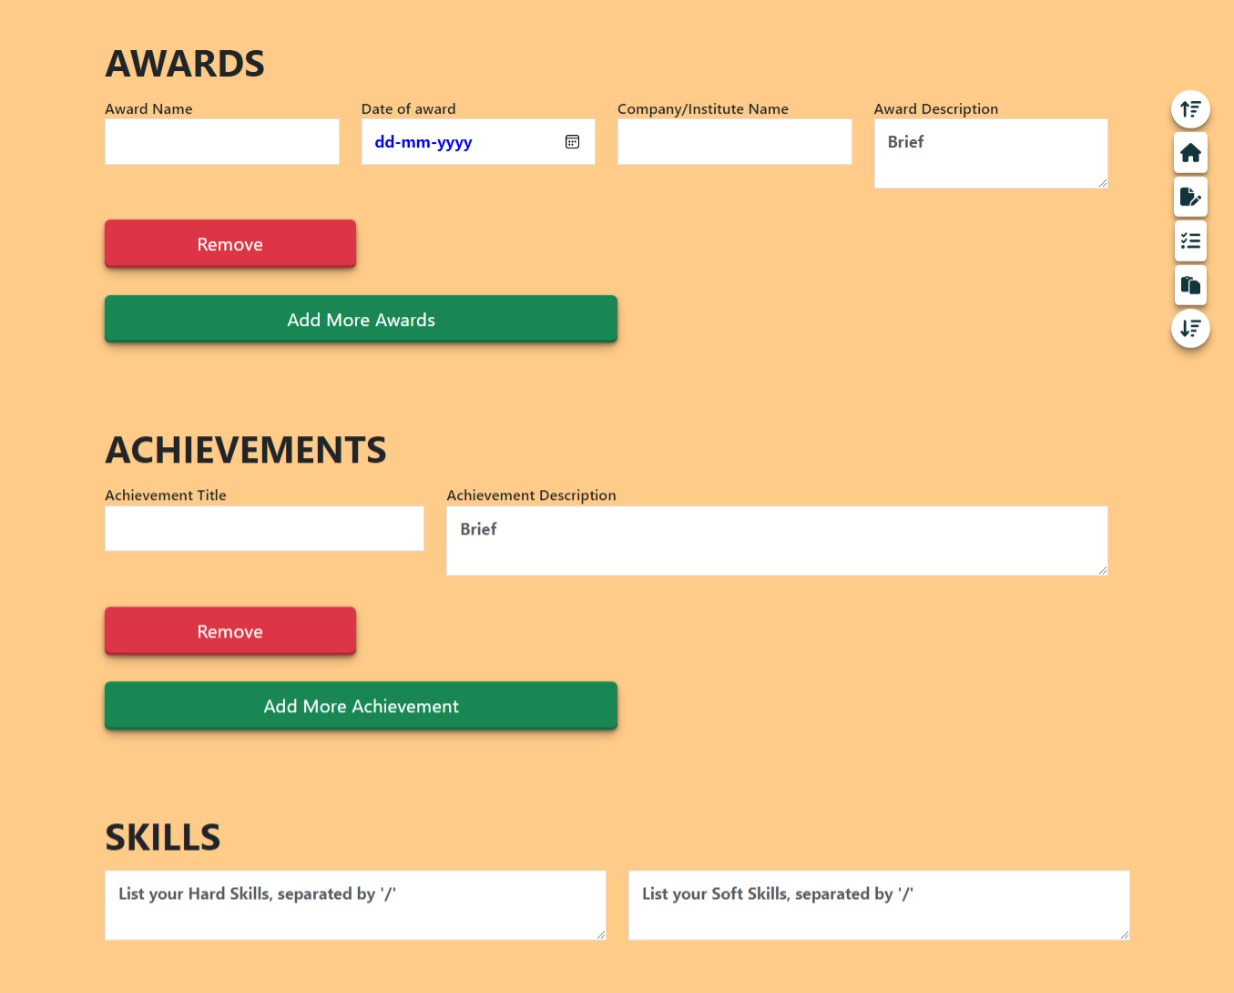 AWARDS
Award Name
Date of award
Company/Institute Name
Award Description
dd-mm-yyyy
Brief
Remove
Add More Awards
ACHIEVEMENTS
Achievement Title
Achievement Description
Brief
Remove
Add More Achievement
SKILLS
List your Hard Skills, separated by '/'
List your Soft Skills, separated by '/'